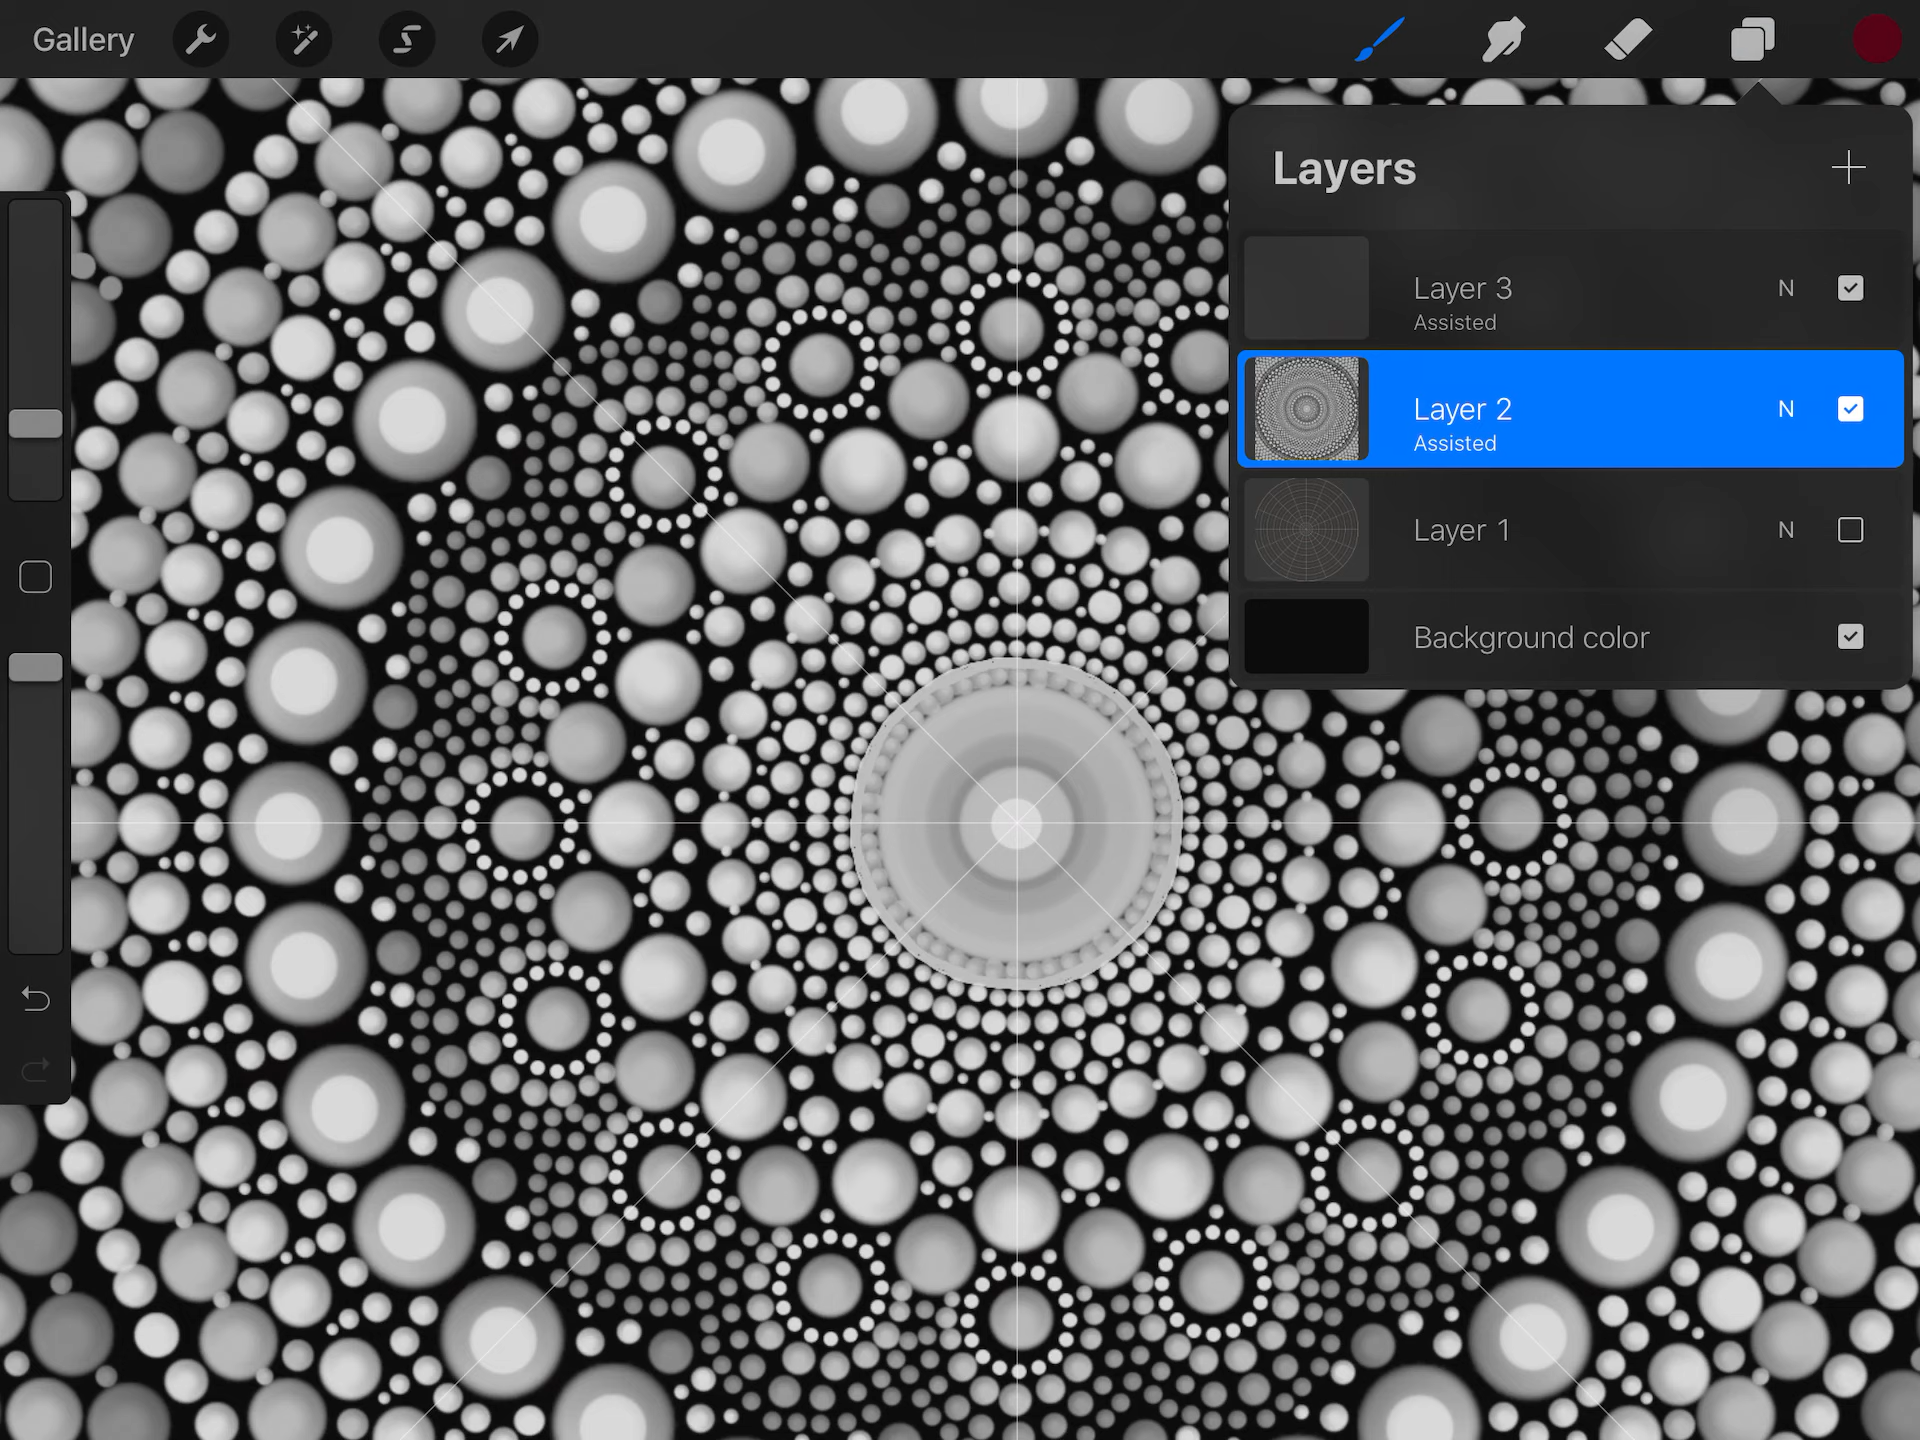 Gallery
Layers
Layer 3 N
Assisted
Layer 2 N
Assisted
Layer 1 N
Background color